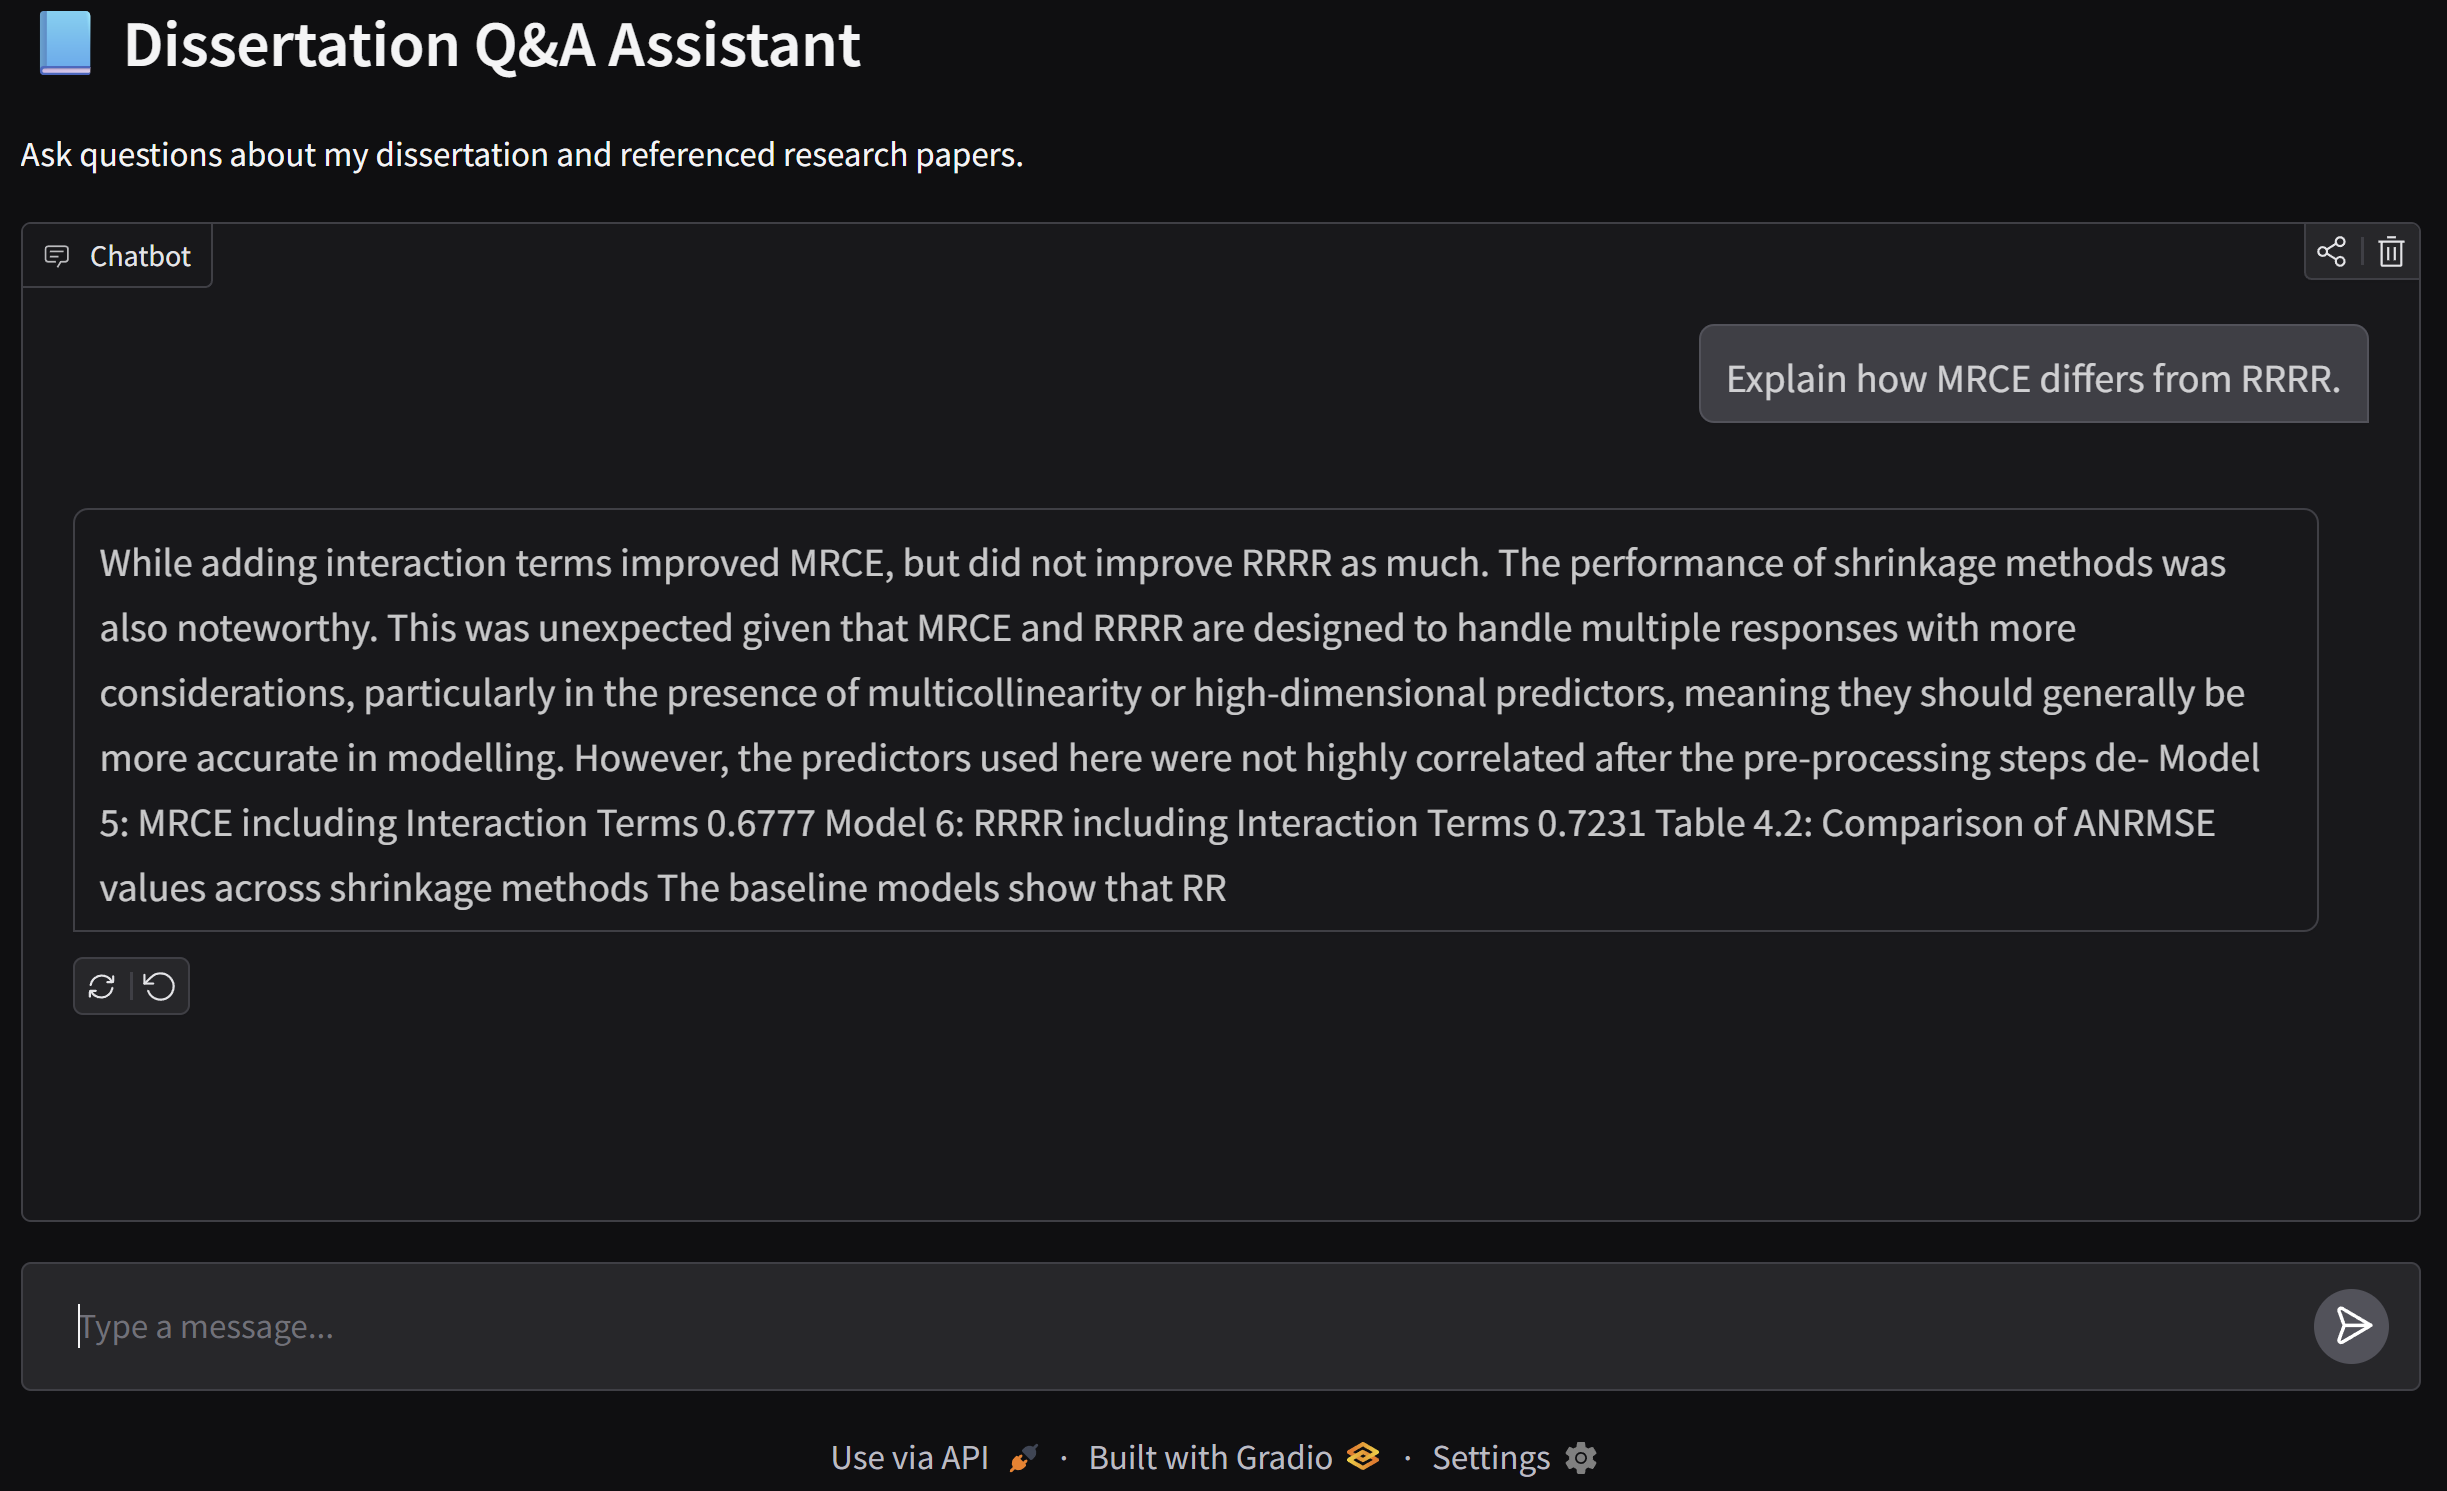 Dissertation Q&A Assistant
Ask questions about my dissertation and referenced research papers.
Chatbot
Explain how MRCE differs from RRRR.
While adding interaction terms improved MRCE, but did not improve RRRR as much. The performance of shrinkage methods was
also noteworthy. This was unexpected given that MRCE and RRRR are designed to handle multiple responses with more
considerations, particularly in the presence of multicollinearity or high-dimensional predictors, meaning they should generally be
more accurate in modelling. However, the predictors used here were not highly correlated after the pre-processing steps de- Model
5: MRCE including Interaction Terms 0.6777 Model 6: RRRR including Interaction Terms 0.7231 Table 4.2: Comparison of ANRMSE
values across shrinkage methods The baseline models show that RR
Type a message...
Use via API · Built with Gradio · Settings